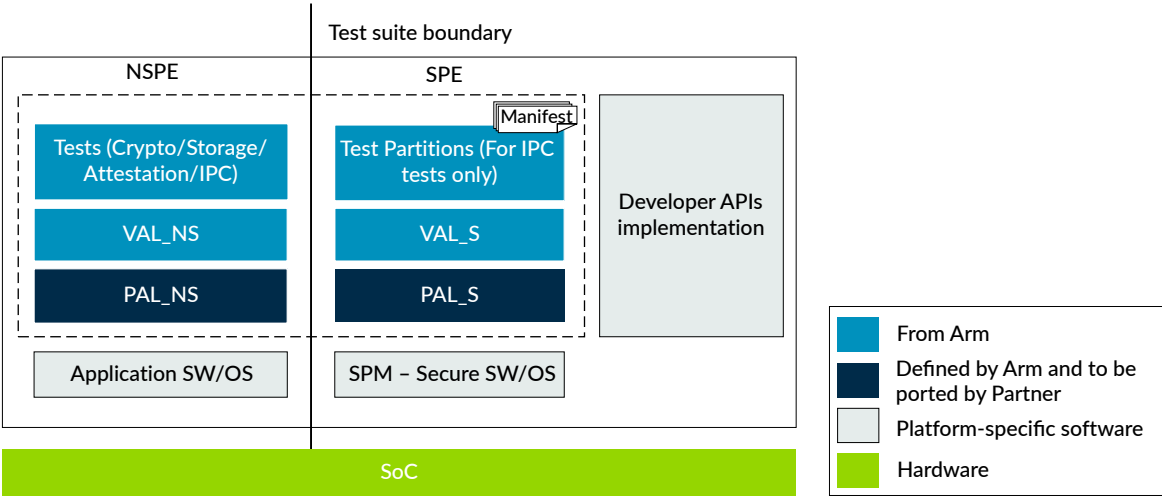 Test suite boundary
NSPE
SPE
Manifest
Tests (Crypto/Storage/
Attestation/IPC)
Test Partitions (For IPC
tests only)
Developer APIs
implementation
VAL_NS
VAL_S
PAL_NS
PAL_S
Application SW/OS
SPM – Secure SW/OS
SoC
From Arm
Defined by Arm and to be
ported by Partner
Platform-specific software
Hardware